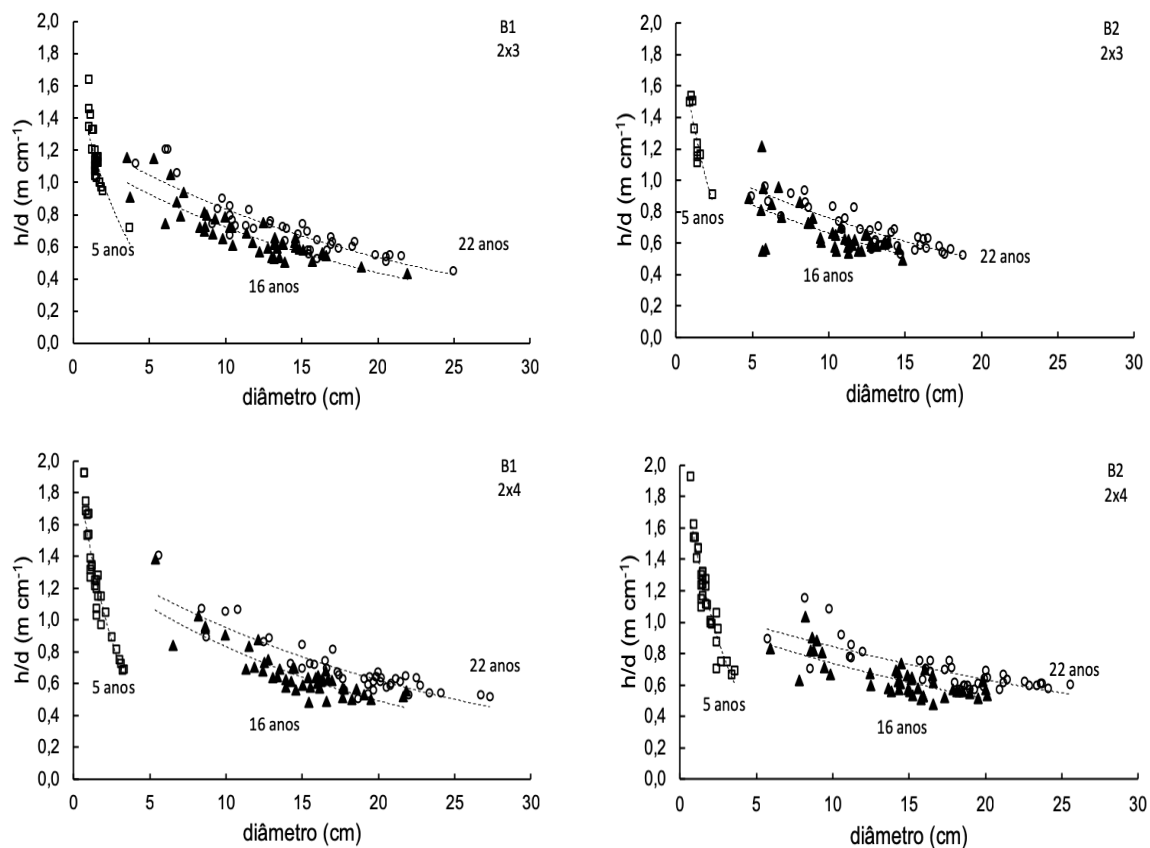 B1
2x3
h/d (m cm⁻¹)
2,0
1,8
1,6
1,4
1,2
1,0
0,8
0,6
0,4
0,2
0,0
5 anos
16 anos
22 anos
0 5 10 15 20 25 30
diâmetro (cm)
B2
2x3
h/d (m cm⁻¹)
2,0
1,8
1,6
1,4
1,2
1,0
0,8
0,6
0,4
0,2
0,0
5 anos
16 anos
22 anos
0 5 10 15 20 25 30
diâmetro (cm)
B1
2x4
h/d (m cm⁻¹)
2,0
1,8
1,6
1,4
1,2
1,0
0,8
0,6
0,4
0,2
0,0
5 anos
16 anos
22 anos
0 5 10 15 20 25 30
diâmetro (cm)
B2
2x4
h/d (m cm⁻¹)
2,0
1,8
1,6
1,4
1,2
1,0
0,8
0,6
0,4
0,2
0,0
5 anos
16 anos
22 anos
0 5 10 15 20 25 30
diâmetro (cm)